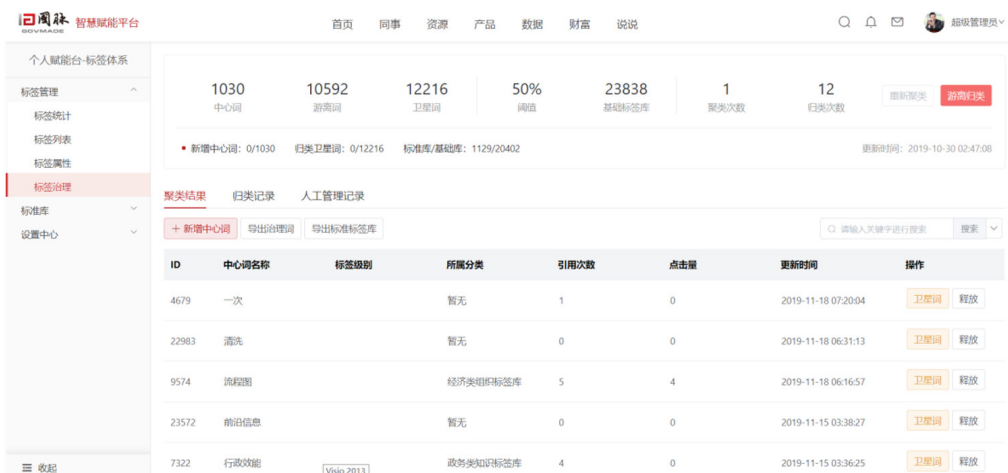 国脉 智慧赋能平台
GOVMADE
首页 同事 资源 产品 数据 财富 说说
超级管理员
个人赋能台-标签体系
标签管理
标签统计
标签列表
标签属性
标签治理
标准库
设置中心
收起
1030 10592 12216 50% 23838 1 12
中心词 游离词 卫星词 阈值 基础标签库 聚类次数 归类次数
重新聚类 游离归类
新增中心词：0/1030 归类卫星词：0/12216 标准库/基础库：1129/20402 更新时间：2019-10-30 02:47:08
聚类结果 归类记录 人工管理记录
+ 新增中心词 导出治理词 导出标准标签库 请输入关键字进行搜索 搜索
ID 中心词名称 标签级别 所属分类 引用次数 点击量 更新时间 操作
4679 一次 暂无 1 0 2019-11-18 07:20:04 卫星词 释放
22983 清洗 暂无 0 0 2019-11-18 06:31:13 卫星词 释放
9574 流程图 经济类组织标签库 5 4 2019-11-18 06:16:57 卫星词 释放
23572 前沿信息 暂无 0 0 2019-11-15 03:38:27 卫星词 释放
7322 行政效能 政务类知识标签库 4 0 2019-11-15 03:36:25 卫星词 释放
Visio 2013